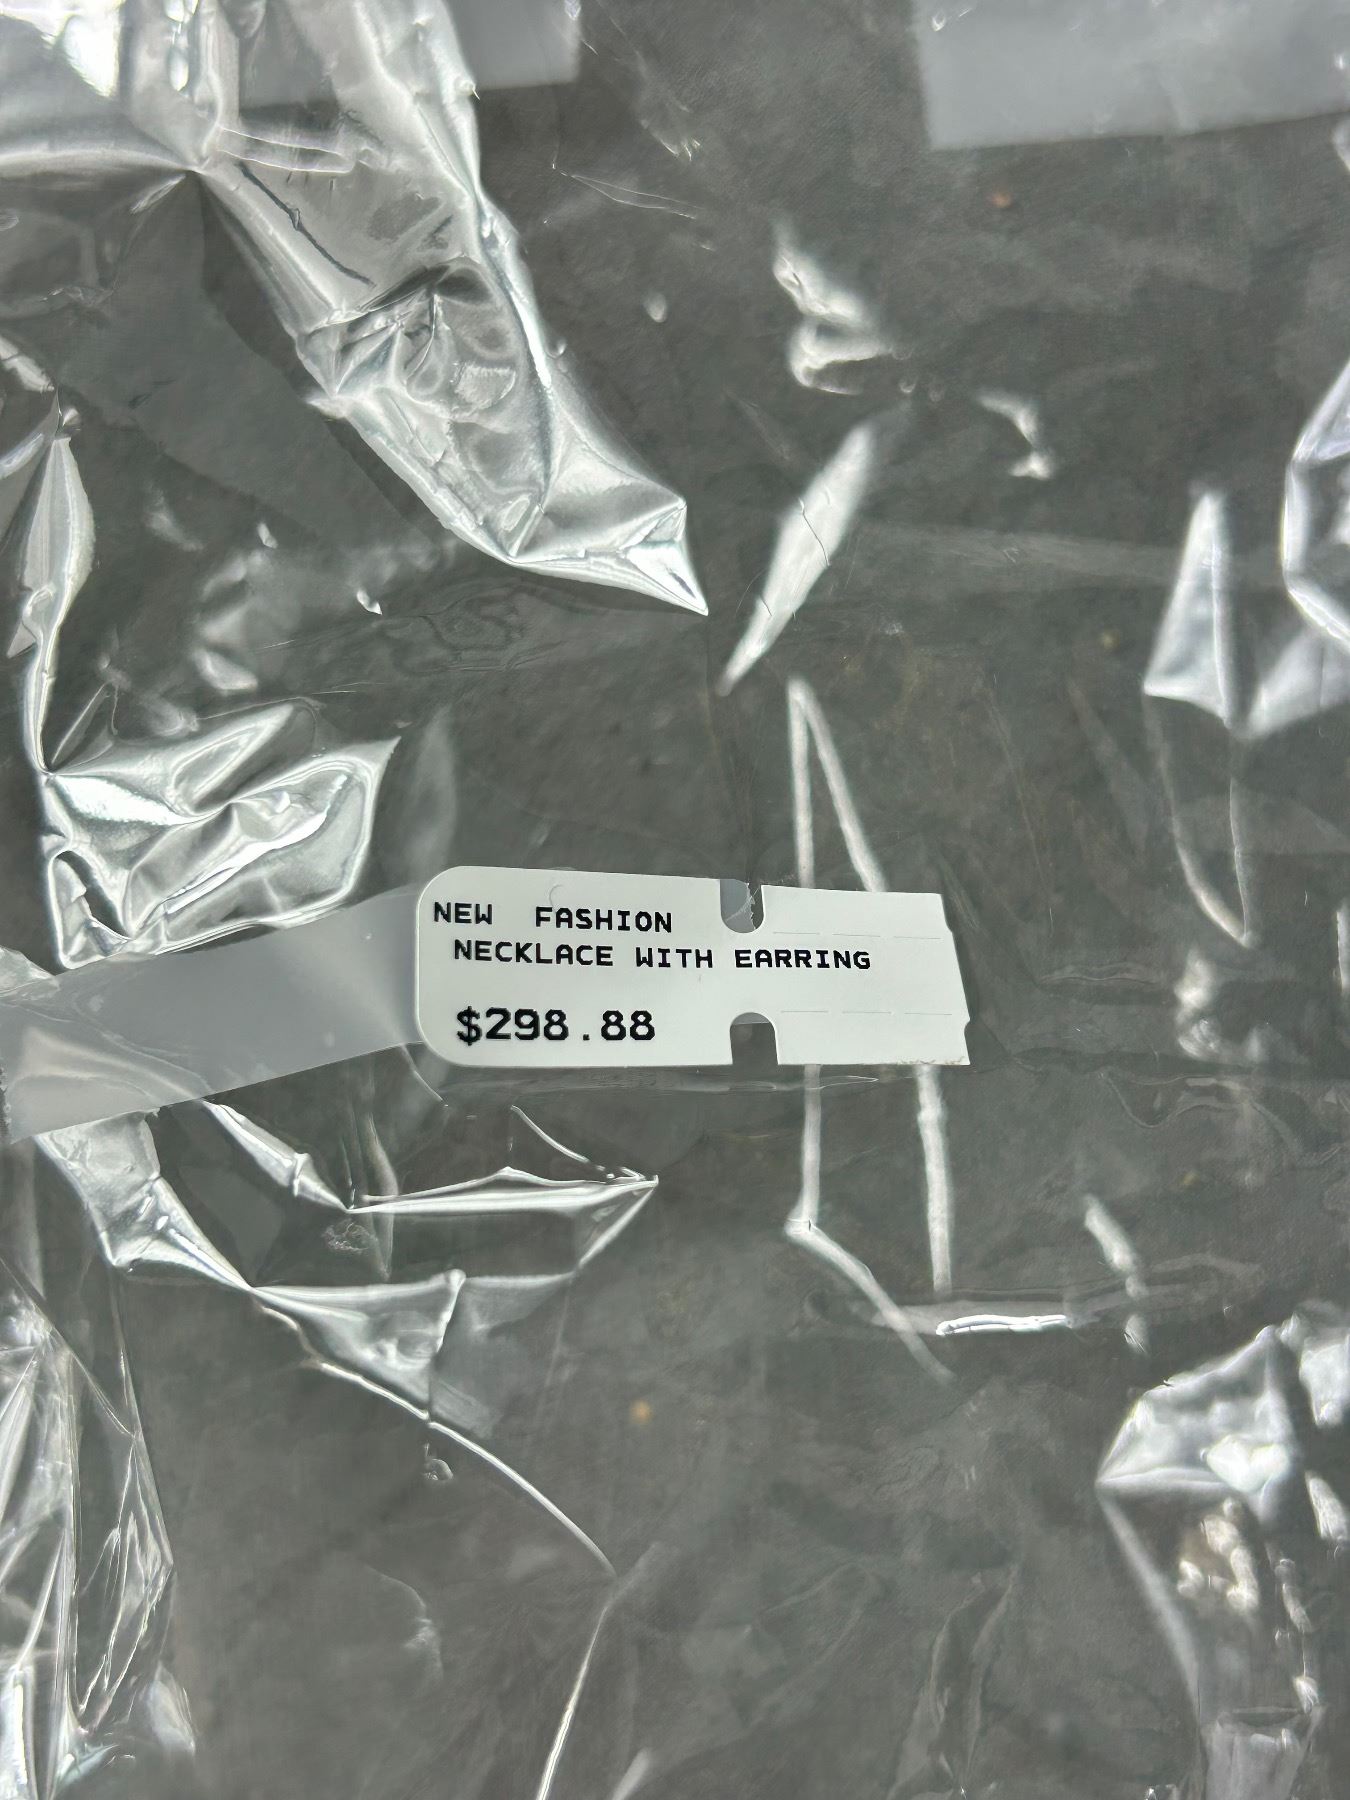 NEW FASHION
NECKLACE WITH EARRING
$298.88